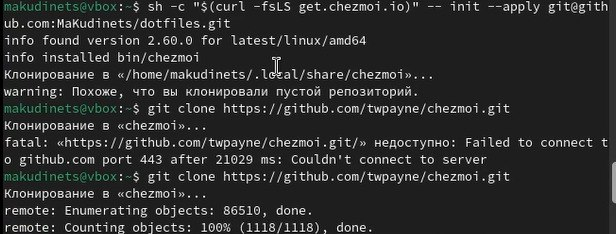 makudinets@vbox:~$ sh -c "$(curl -fsLS get.chezmoi.io)" -- init --apply git@gith
ub.com:MaKudinets/dotfiles.git
info found version 2.60.0 for latest/linux/amd64
info installed bin/chezmoi
Клонирование в «/home/makudinets/.local/share/chezmoi»...
warning: Похоже, что вы клонировали пустой репозиторий.
makudinets@vbox:~$ git clone https://github.com/twpayne/chezmoi.git
Клонирование в «chezmoi»...
fatal: «https://github.com/twpayne/chezmoi.git/» недоступно: Failed to connect t
o github.com port 443 after 21029 ms: Couldn't connect to server
makudinets@vbox:~$ git clone https://github.com/twpayne/chezmoi.git
Клонирование в «chezmoi»...
remote: Enumerating objects: 86510, done.
remote: Counting objects: 100% (1118/1118), done.